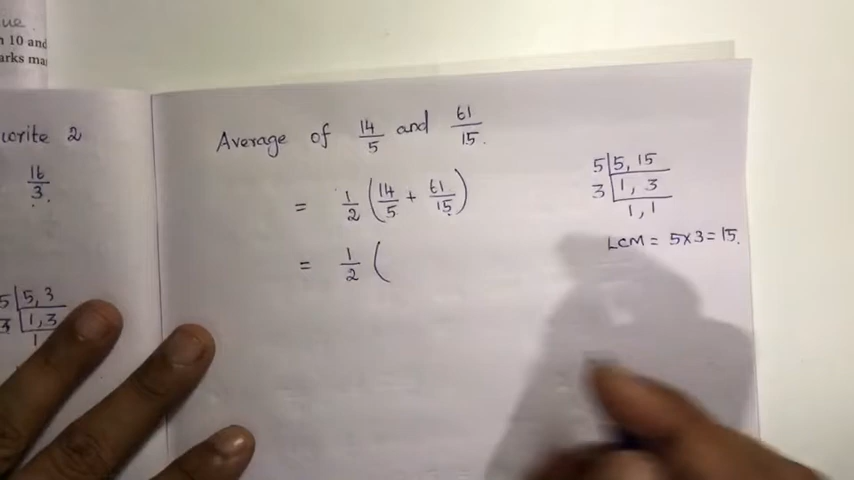 ue
n 10 and
arks ma
write 2
16/3.
5 | 5, 3
3 | 1, 3
1
Average of 14/5 and 61/15.
= 1/2 (14/5 + 61/15)
= 1/2 (
5 | 5, 15
3 | 1, 3
1, 1
LCM = 5×3 = 15.